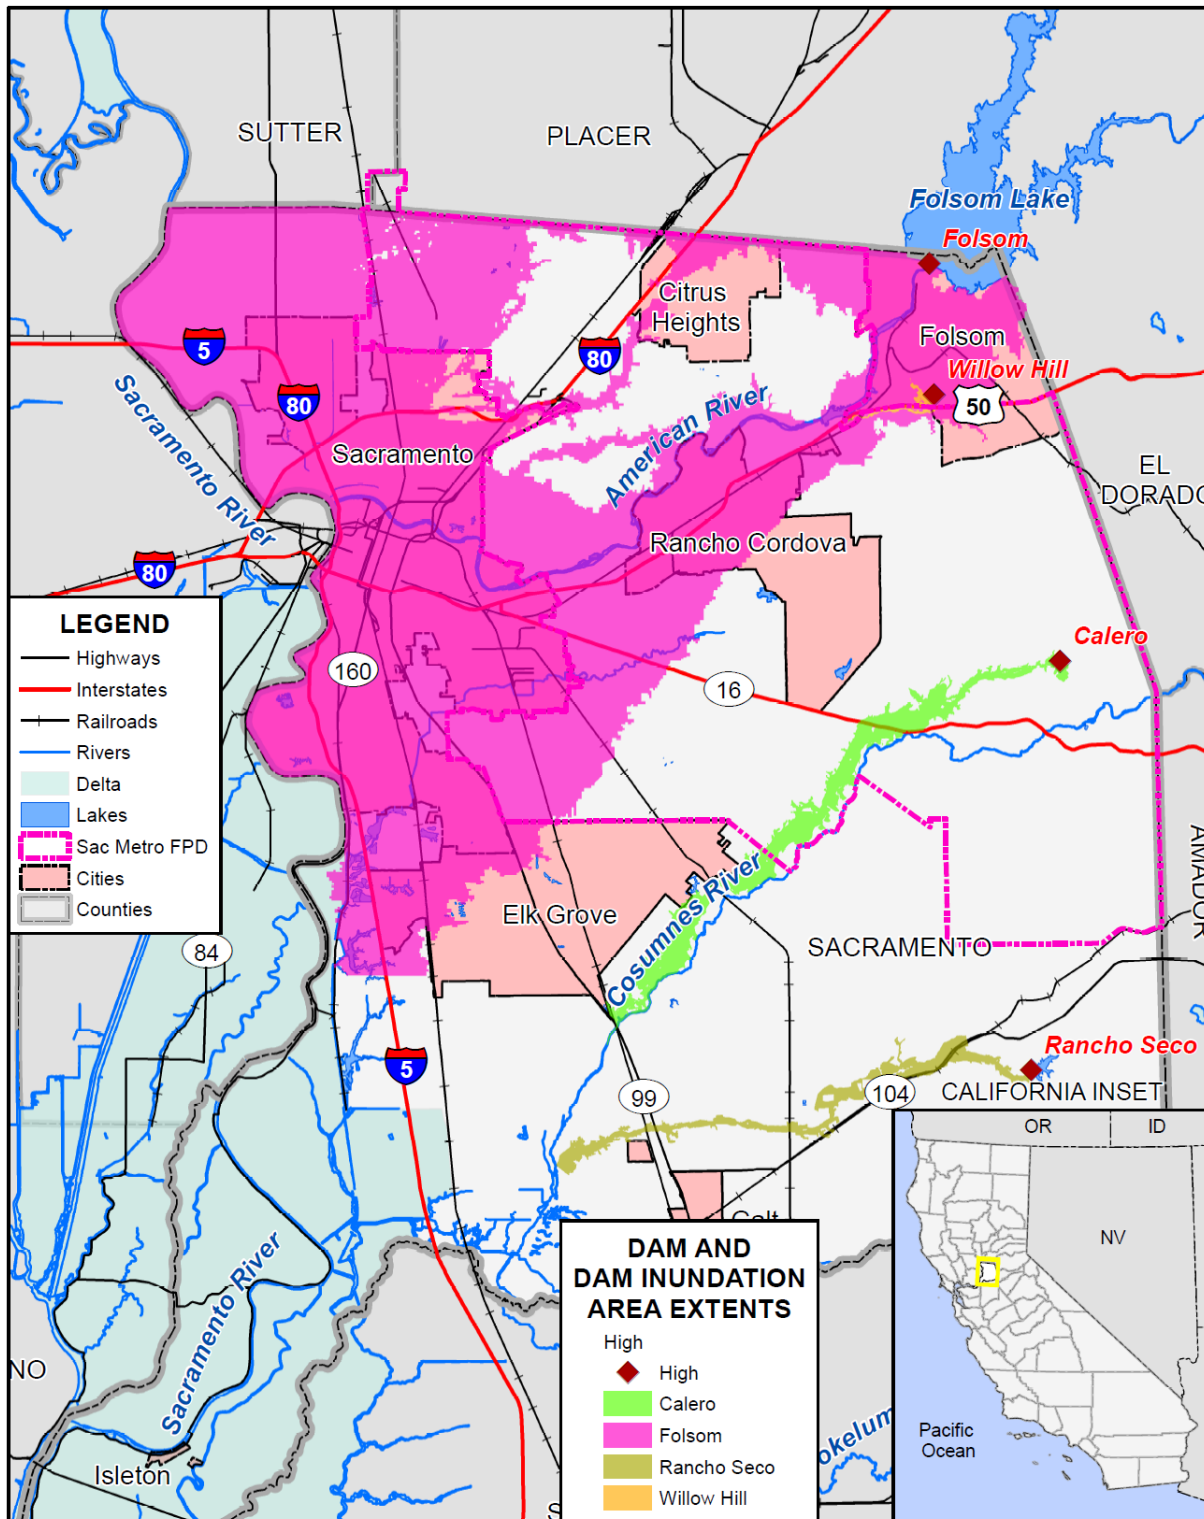 SUTTER
PLACER
Folsom Lake
Folsom
Citrus
Heights
5
80
80
Folsom
Willow Hill
50
Sacramento River
American River
Sacramento
EL
DORADO
Rancho Cordova
80
LEGEND
Highways
Interstates
Railroads
Rivers
Delta
Lakes
Sac Metro FPD
Cities
Counties
160
16
Calero
AMADOR
Elk Grove
Cosumnes River
SACRAMENTO
84
5
99
104
Rancho Seco
CALIFORNIA INSET
OR
ID
NV
Pacific
Ocean
Galt
DAM AND
DAM INUNDATION
AREA EXTENTS
High
High
Calero
Folsom
Rancho Seco
Willow Hill
Sacramento River
NO
Isleton
okelum
S